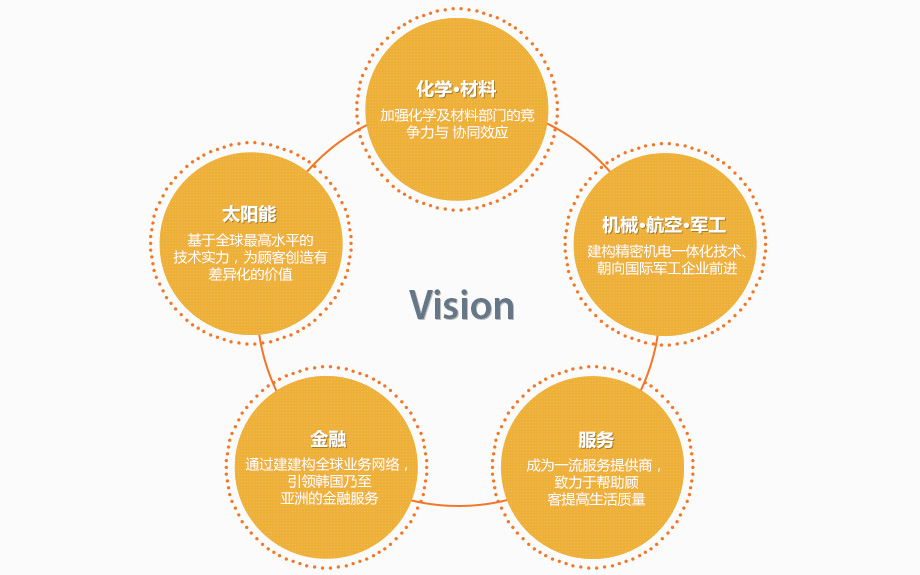 化学·材料
加强化学及材料部门的竞
争力与 协同效应
太阳能
基于全球最高水平的
技术实力，为顾客创造有
差异化的价值
机械·航空·军工
建构精密机电一体化技术、
朝向国际军工企业前进
Vision
金融
通过建建构全球业务网络，
引领韩国乃至
亚洲的金融服务
服务
成为一流服务提供商，
致力于帮助顾
客提高生活质量